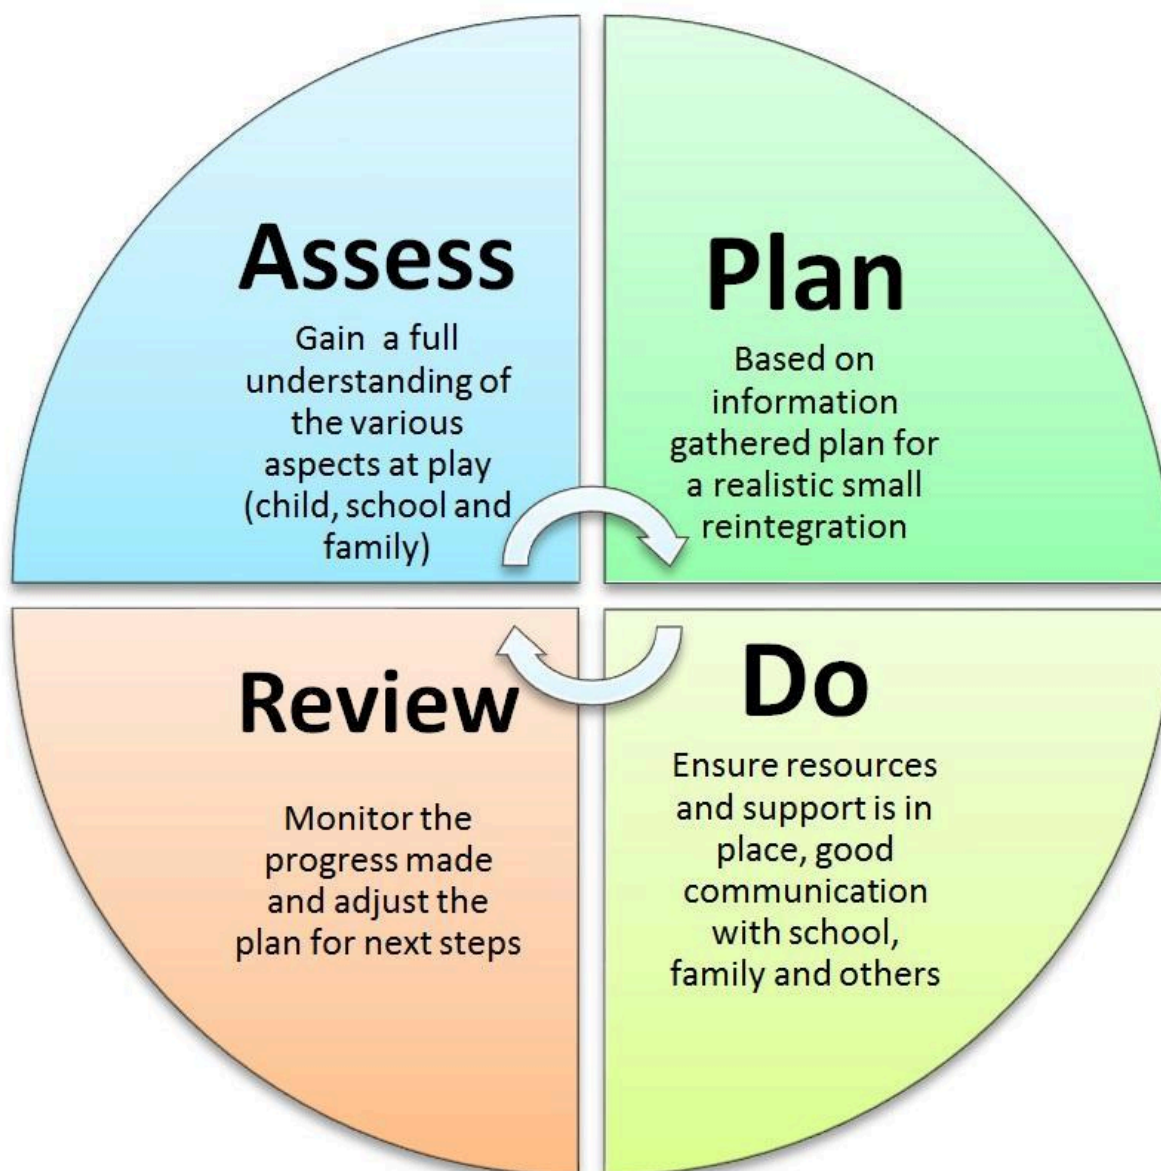 Assess
Gain a full
understanding of
the various
aspects at play
(child, school and
family)
Plan
Based on
information
gathered plan for
a realistic small
reintegration
Review
Monitor the
progress made
and adjust the
plan for next steps
Do
Ensure resources
and support is in
place, good
communication
with school,
family and others